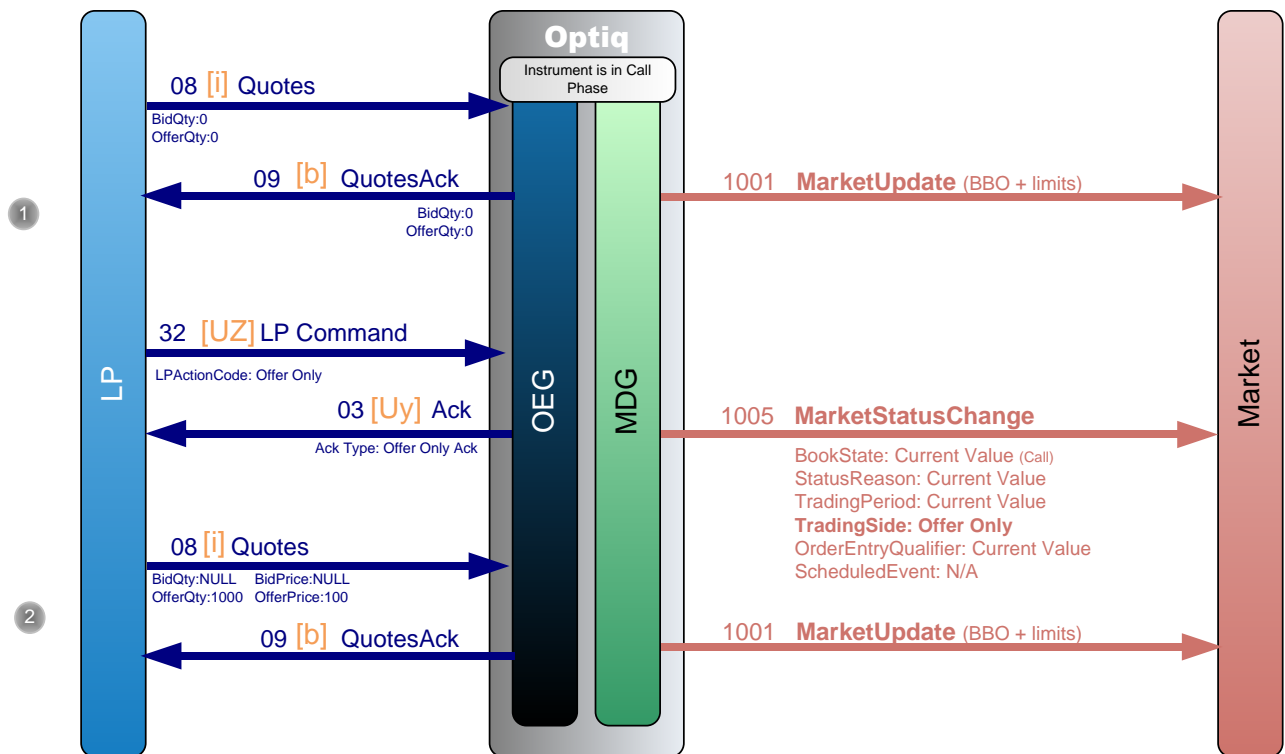 Optiq
Instrument is in Call
Phase
08 [i] Quotes
BidQty:0
OfferQty:0
09 [b] QuotesAck
1001 MarketUpdate (BBO + limits)
BidQty:0
OfferQty:0
1
32 [UZ] LP Command
LPActionCode: Offer Only
LP
OEG
MDG
Market
03 [Uy] Ack
Ack Type: Offer Only Ack
1005 MarketStatusChange
BookState: Current Value (Call)
StatusReason: Current Value
TradingPeriod: Current Value
TradingSide: Offer Only
OrderEntryQualifier: Current Value
ScheduledEvent: N/A
08 [i] Quotes
BidQty:NULL BidPrice:NULL
OfferQty:1000 OfferPrice:100
2
09 [b] QuotesAck
1001 MarketUpdate (BBO + limits)